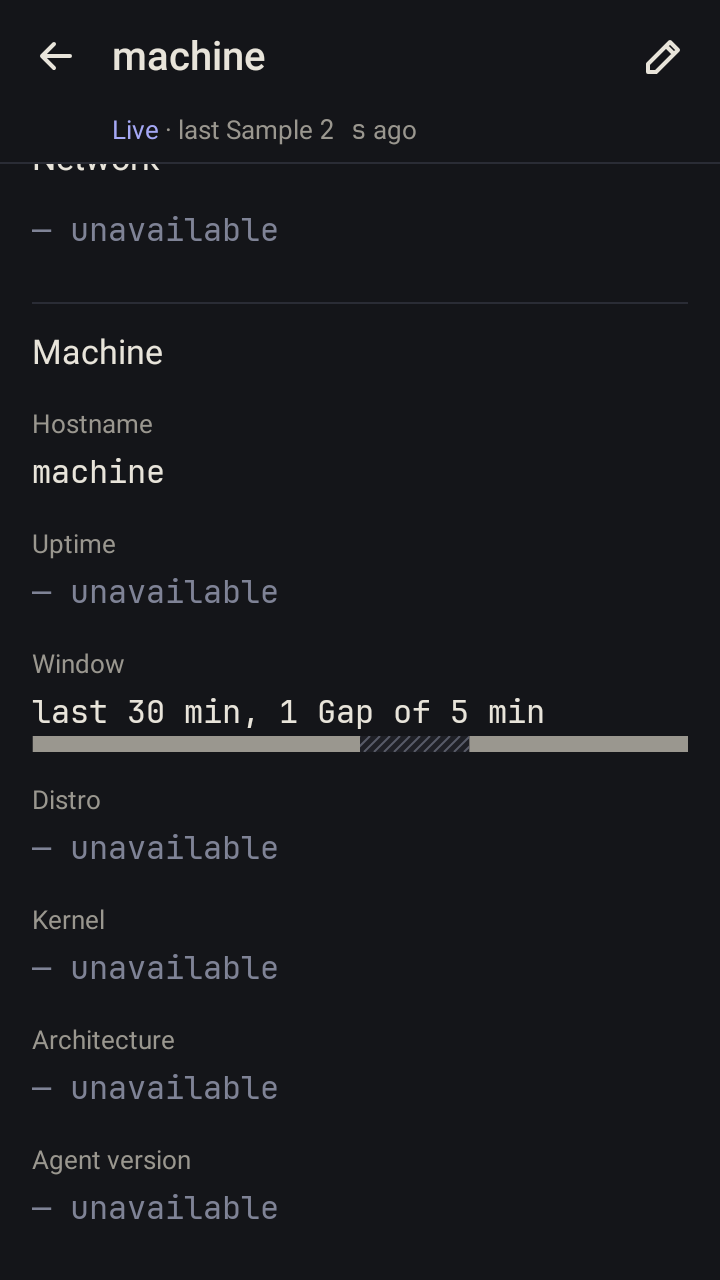 machine
Live · last Sample 2 s ago
Network
— unavailable
Machine
Hostname
machine
Uptime
— unavailable
Window
last 30 min, 1 Gap of 5 min
Distro
— unavailable
Kernel
— unavailable
Architecture
— unavailable
Agent version
— unavailable